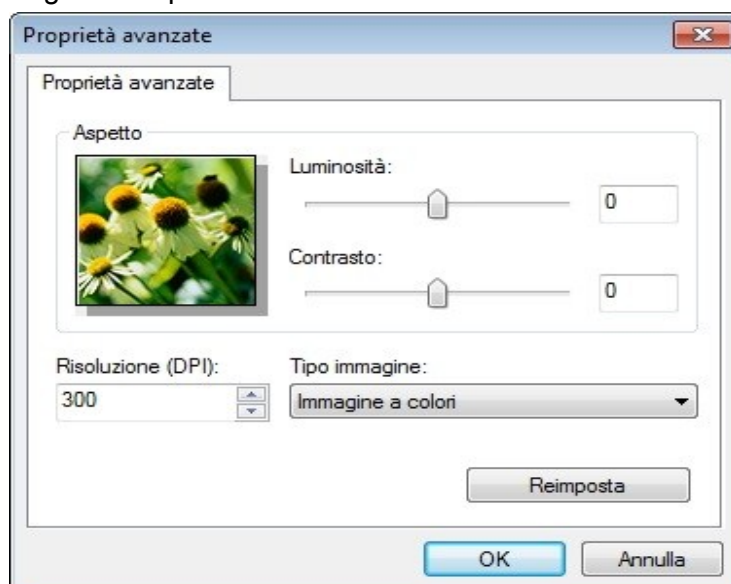 Proprietà avanzate
Proprietà avanzate
Aspetto
Luminosità:
0
Contrasto:
0
Risoluzione (DPI):
Tipo immagine:
300
Immagine a colori
Reimposta
OK
Annulla